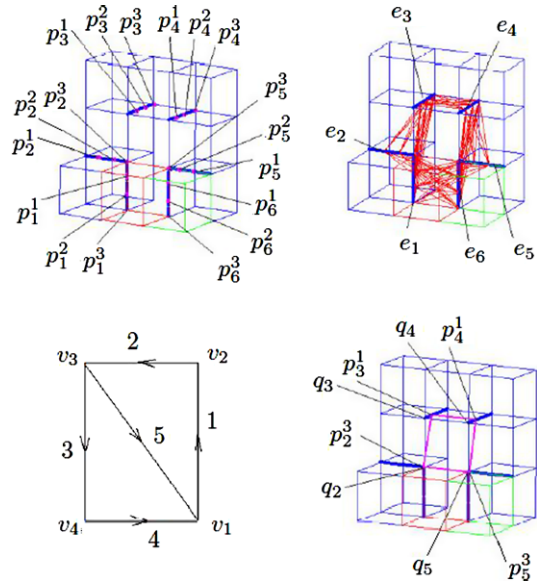 p_3^1 p_3^2 p_3^3 p_4^1 p_4^2 p_4^3
p_2^1 p_2^2 p_2^3
p_5^3 p_5^2 p_5^1
p_1^1 p_1^2 p_1^3
p_6^1 p_6^2 p_6^3
e_3 e_4
e_2
e_1 e_6 e_5
2
v_3 v_2
3 5 1
v_4 4 v_1
q_4 p_4^1
p_3^1
q_3
p_2^3
q_2
q_5 p_5^3